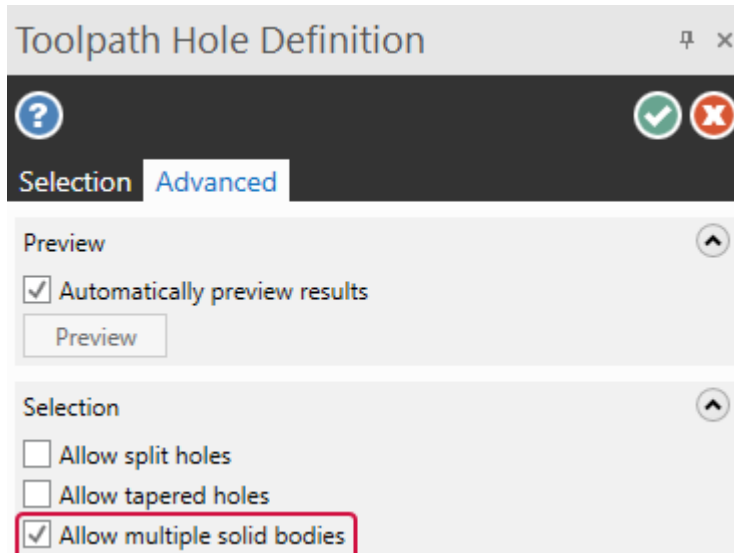 Toolpath Hole Definition
?
Selection Advanced
Preview
Automatically preview results
Preview
Selection
Allow split holes
Allow tapered holes
Allow multiple solid bodies